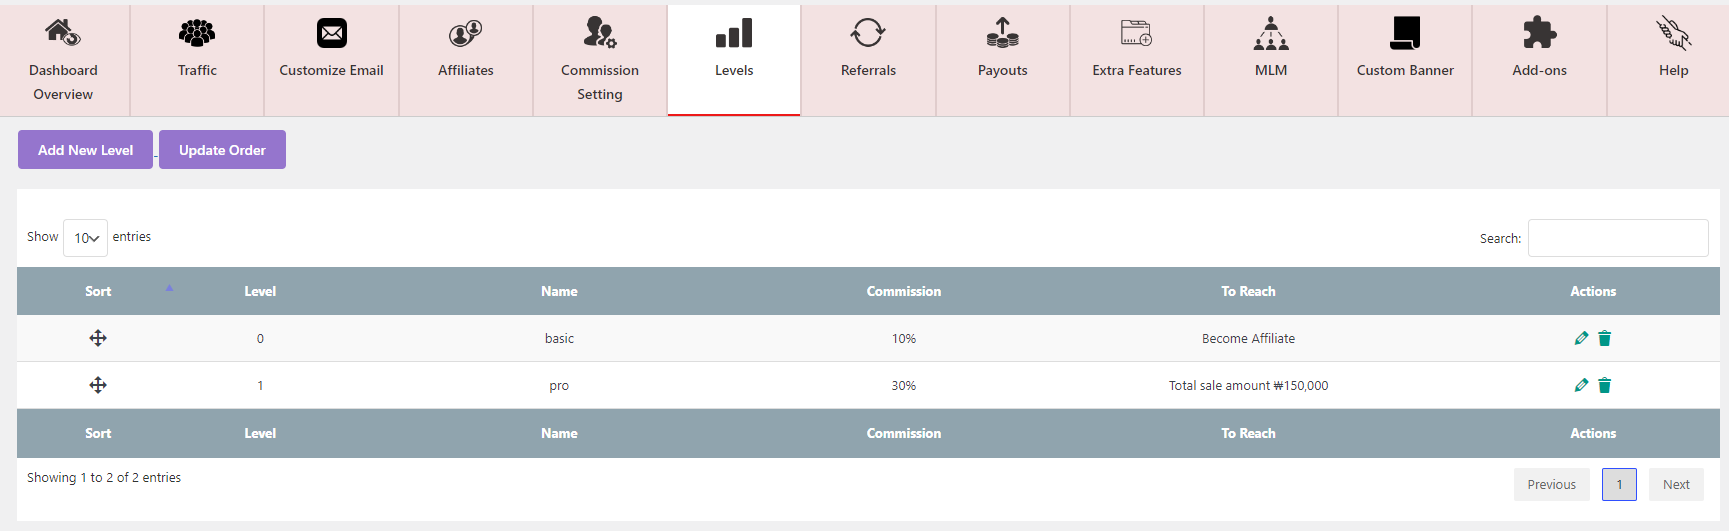 Dashboard Overview
Traffic
Customize Email
Affiliates
Commission Setting
Levels
Referrals
Payouts
Extra Features
MLM
Custom Banner
Add-ons
Help
Add New Level Update Order
Show 10 entries Search:
Sort Level Name Commission To Reach Actions
0 basic 10% Become Affiliate
1 pro 30% Total sale amount ₩150,000
Sort Level Name Commission To Reach Actions
Showing 1 to 2 of 2 entries Previous 1 Next